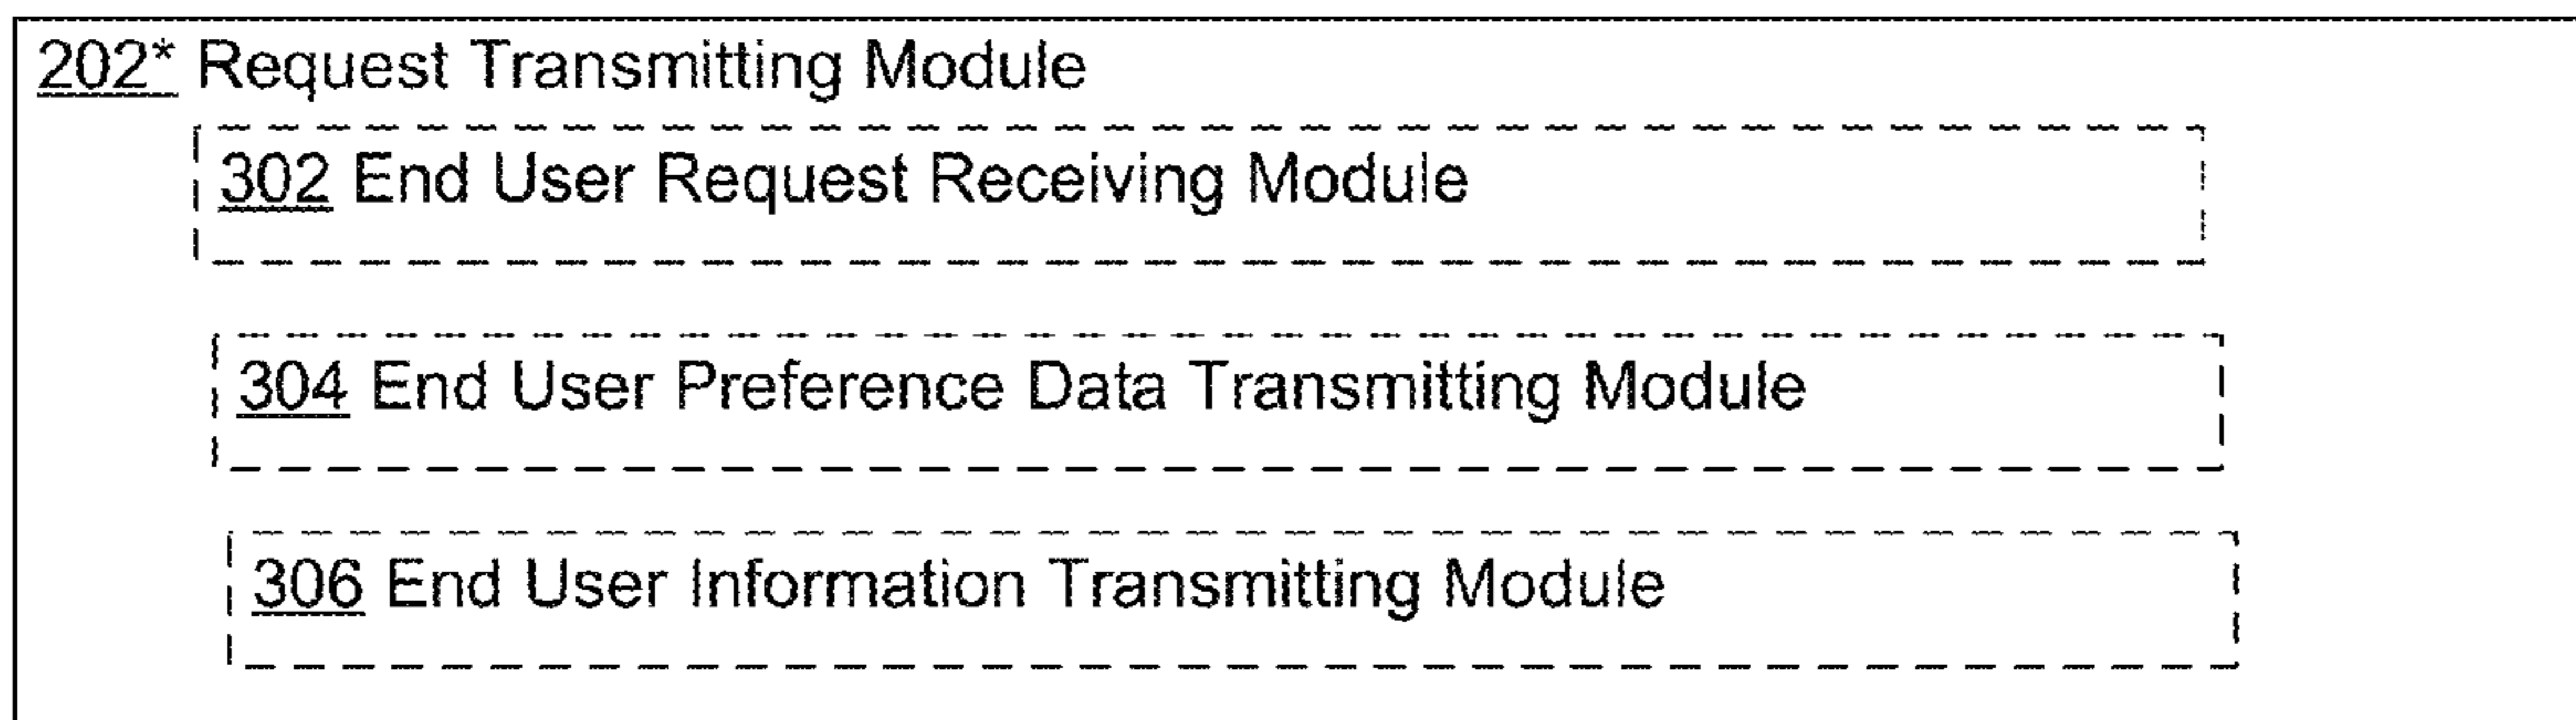 202* Request Transmitting Module
302 End User Request Receiving Module
304 End User Preference Data Transmitting Module
306 End User Information Transmitting Module